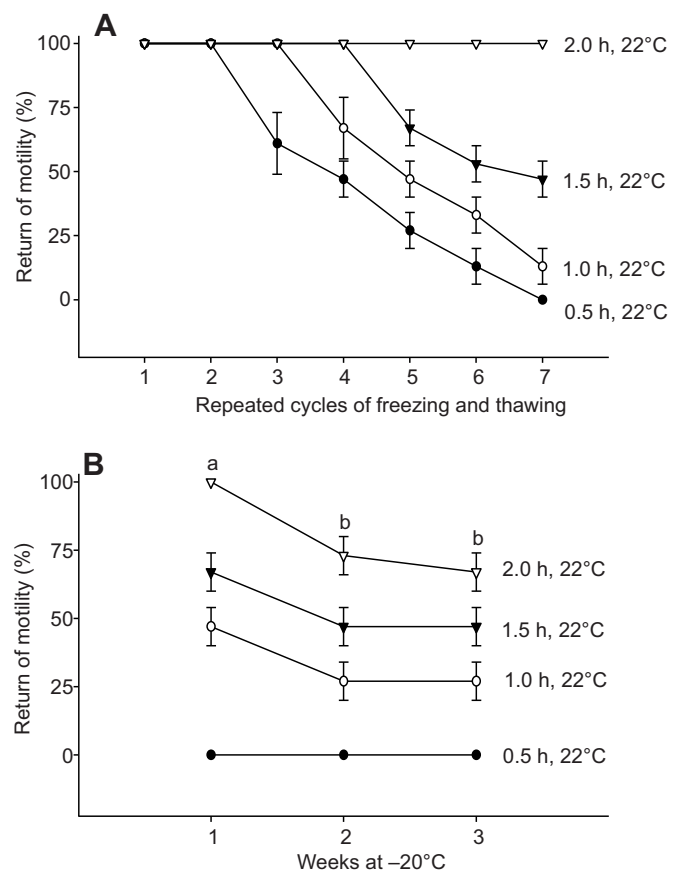 A
Return of motility (%)
100
75
50
25
0
2.0 h, 22°C
1.5 h, 22°C
1.0 h, 22°C
0.5 h, 22°C
1 2 3 4 5 6 7
Repeated cycles of freezing and thawing
B
Return of motility (%)
100
75
50
25
0
a
b
b
2.0 h, 22°C
1.5 h, 22°C
1.0 h, 22°C
0.5 h, 22°C
1 2 3
Weeks at –20°C